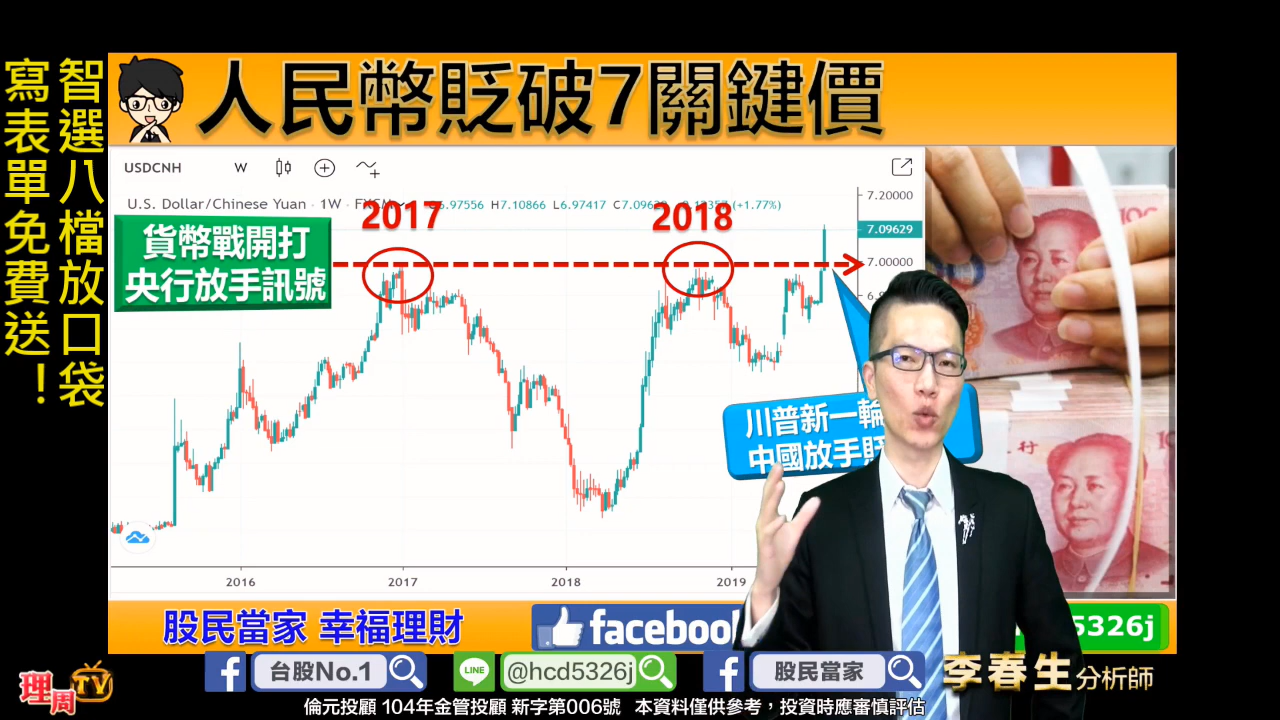 智選八檔放口袋
寫表單免費送！
人民幣貶破7關鍵價
USDCNH
W
U.S. Dollar/Chinese Yuan · 1W ·
6.97556 H7.10866 L6.97417
(+1.77%)
2017
2018
貨幣戰開打
央行放手訊號
7.20000
7.09629
7.00000
川普新一輪
中國放手
2016
2017
2018
2019
股民當家 幸福理財
facebook
5326j
台股No.1
LINE
@hcd5326j
股民當家
李春生分析師
理周TV
倫元投顧 104年金管投顧 新字第006號 本資料僅供參考，投資時應審慎評估